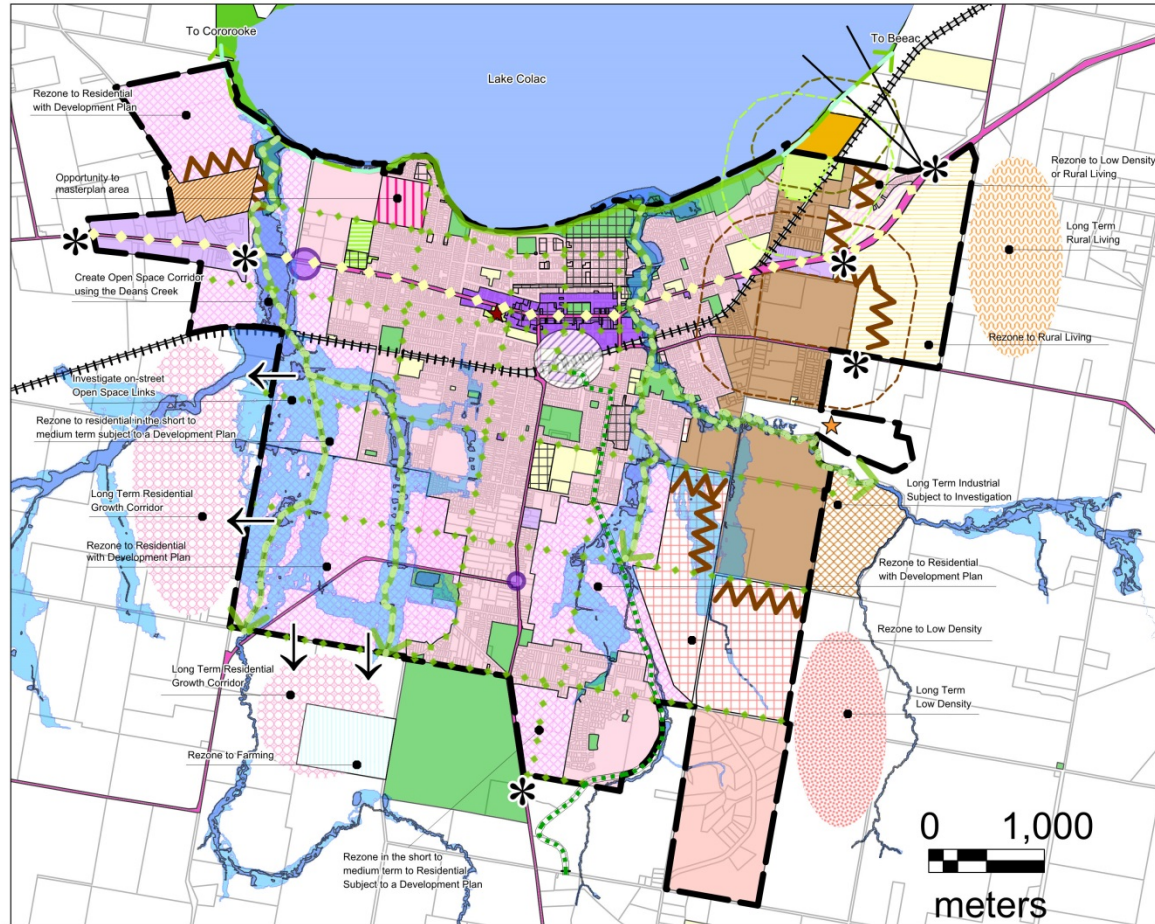 To Cororooke
To Beeac
Lake Colac
Rezone to Residential
with Development Plan
Opportunity to
masterplan area
Rezone to Low Density
or Rural Living
Long Term
Rural Living
Create Open Space Corridor
using the Deans Creek
Rezone to Rural Living
Investigate on-street
Open Space Links
Rezone to residential in the short to
medium term subject to a Development Plan
Long Term Residential
Growth Corridor
Long Term Industrial
Subject to Investigation
Rezone to Residential
with Development Plan
Rezone to Residential
with Development Plan
Rezone to Low Density
Long Term Residential
Growth Corridor
Long Term
Low Density
Rezone to Farming
Rezone in the short to
medium term to Residential
Subject to a Development Plan
0 1,000
meters